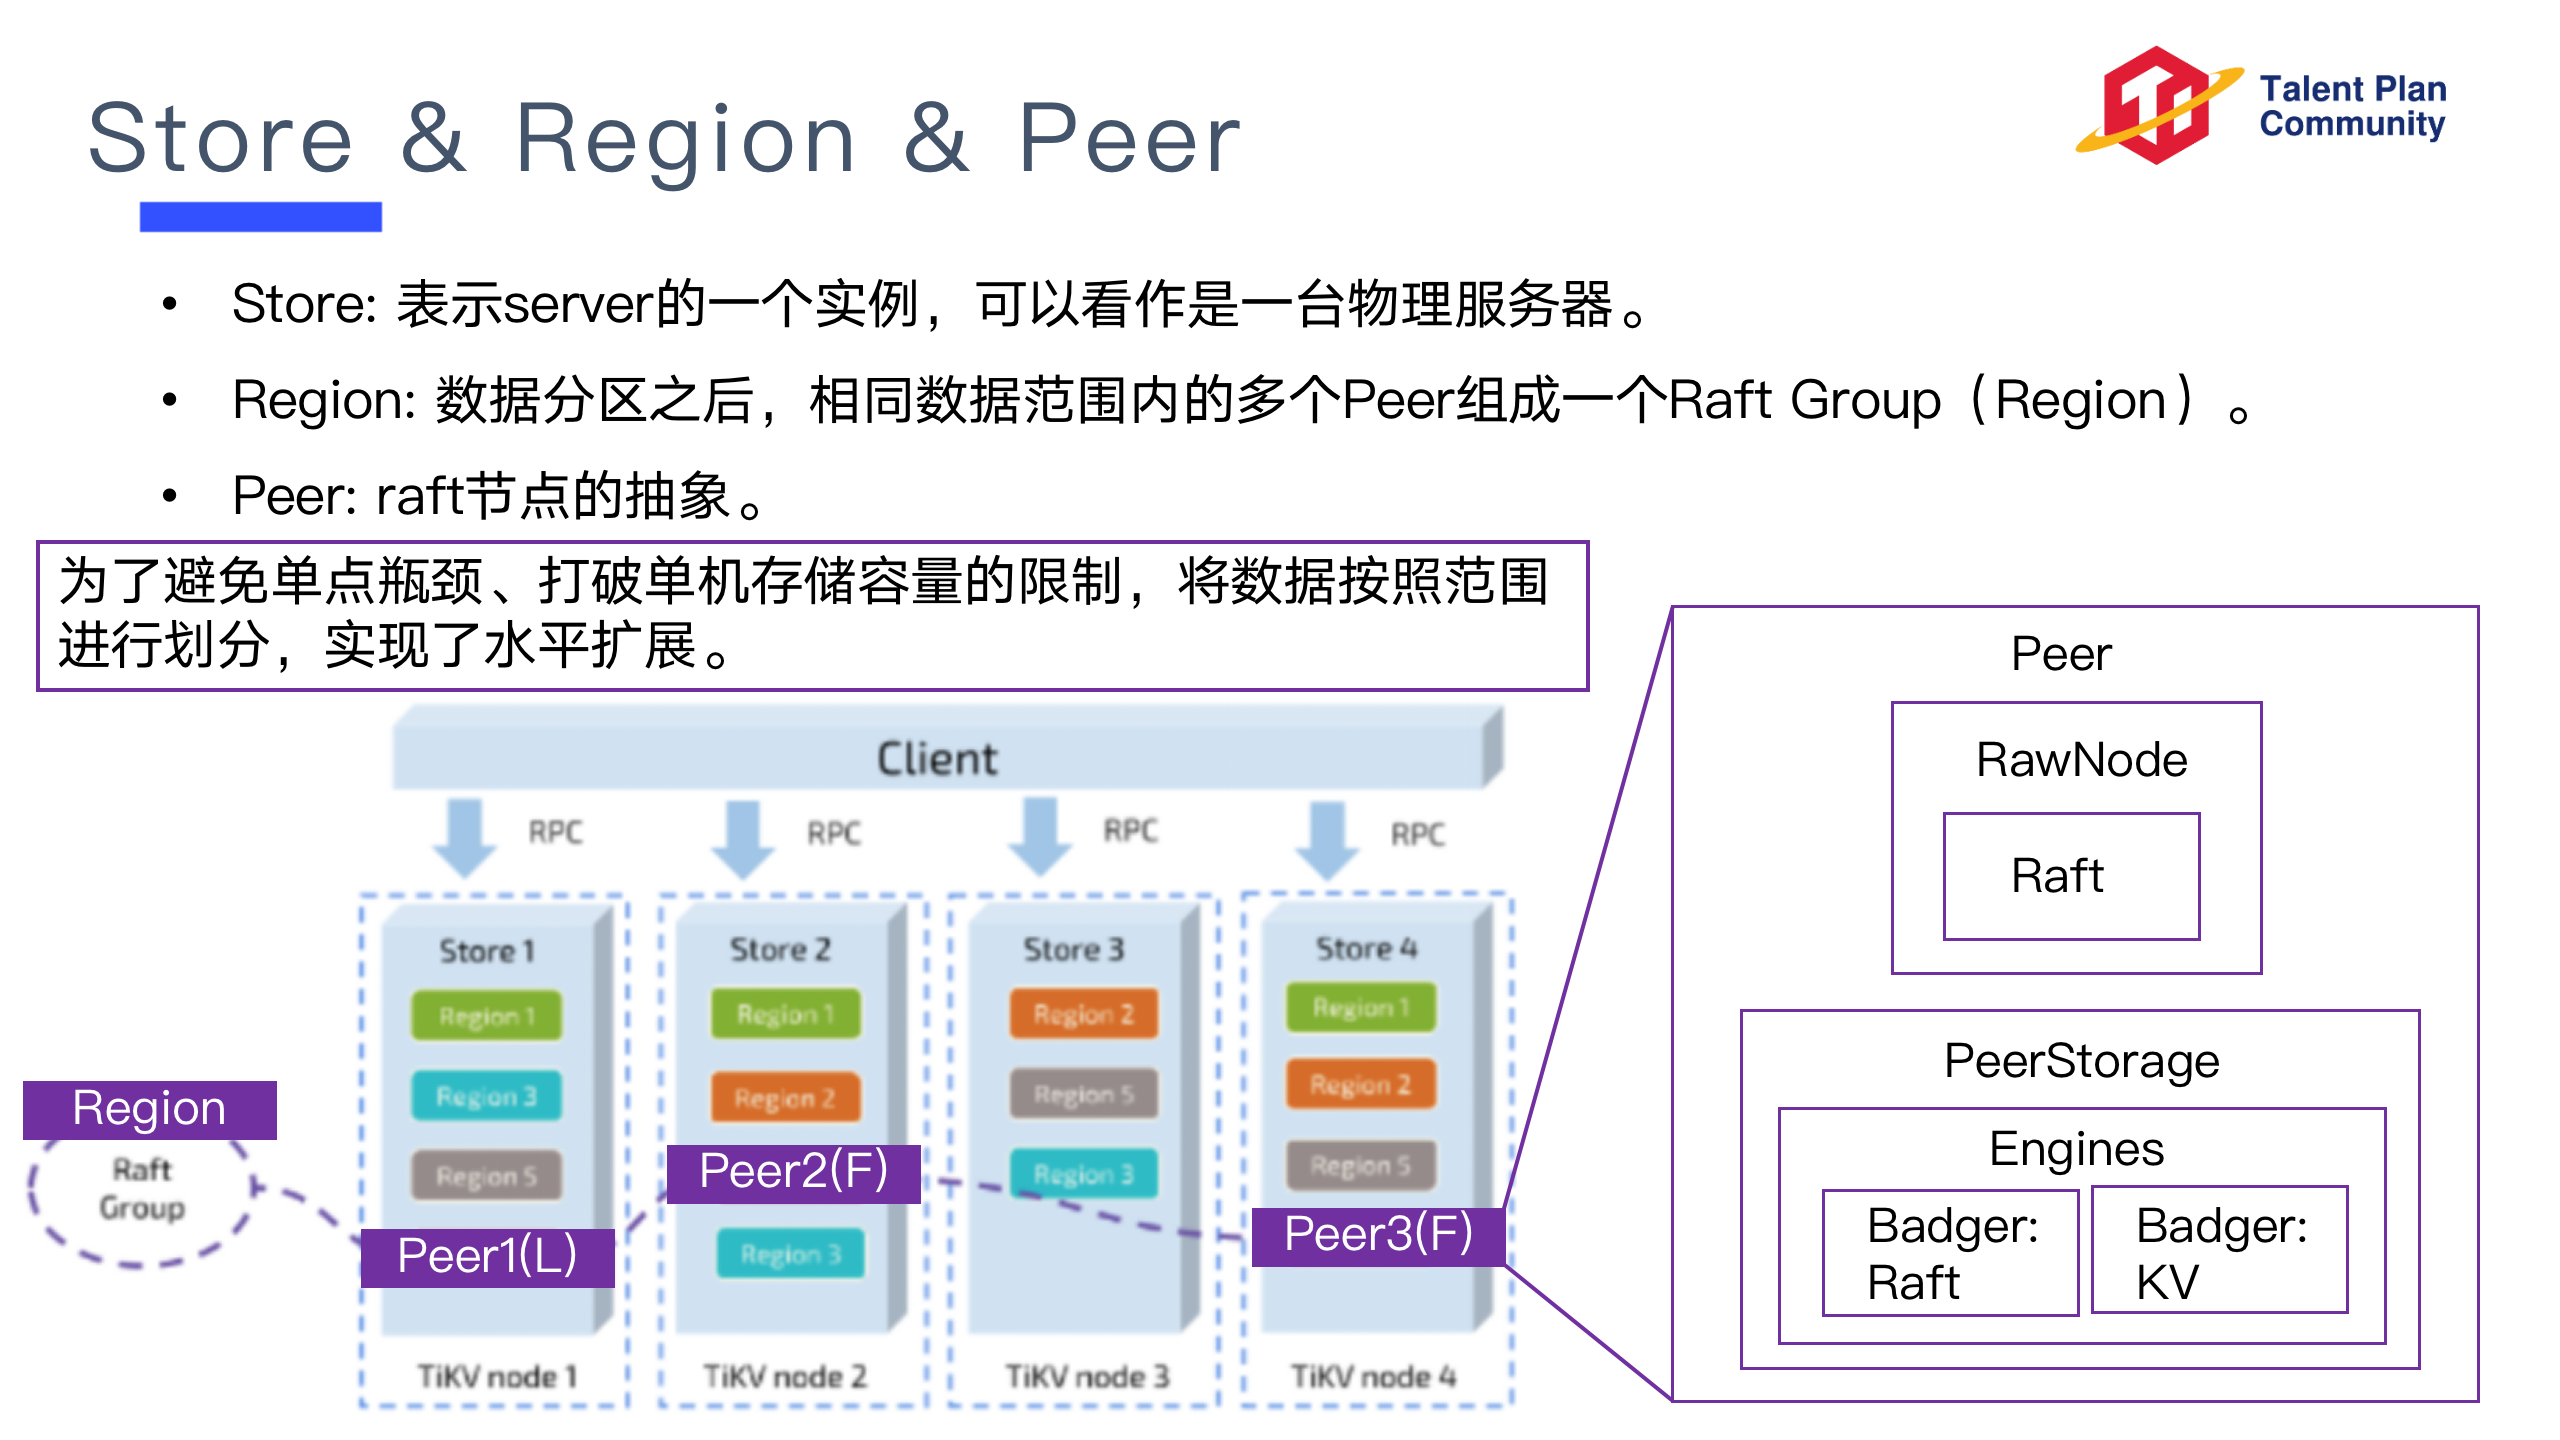 Store & Region & Peer
Talent Plan
Community
• Store: 表示server的一个实例，可以看作是一台物理服务器。
• Region: 数据分区之后，相同数据范围内的多个Peer组成一个Raft Group（Region）。
• Peer: raft节点的抽象。
为了避免单点瓶颈、打破单机存储容量的限制，将数据按照范围
进行划分，实现了水平扩展。
Client
RPC
RPC
RPC
RPC
Store 1
Region 1
Region 3
Region 5
Peer1(L)
TiKV node 1
Store 2
Region 1
Region 2
Peer2(F)
Region 3
TiKV node 2
Store 3
Region 2
Region 5
Region 3
TiKV node 3
Store 4
Region 1
Region 2
Region 5
Peer3(F)
TiKV node 4
Region
Raft
Group
Peer
RawNode
Raft
PeerStorage
Engines
Badger:
Raft
Badger:
KV